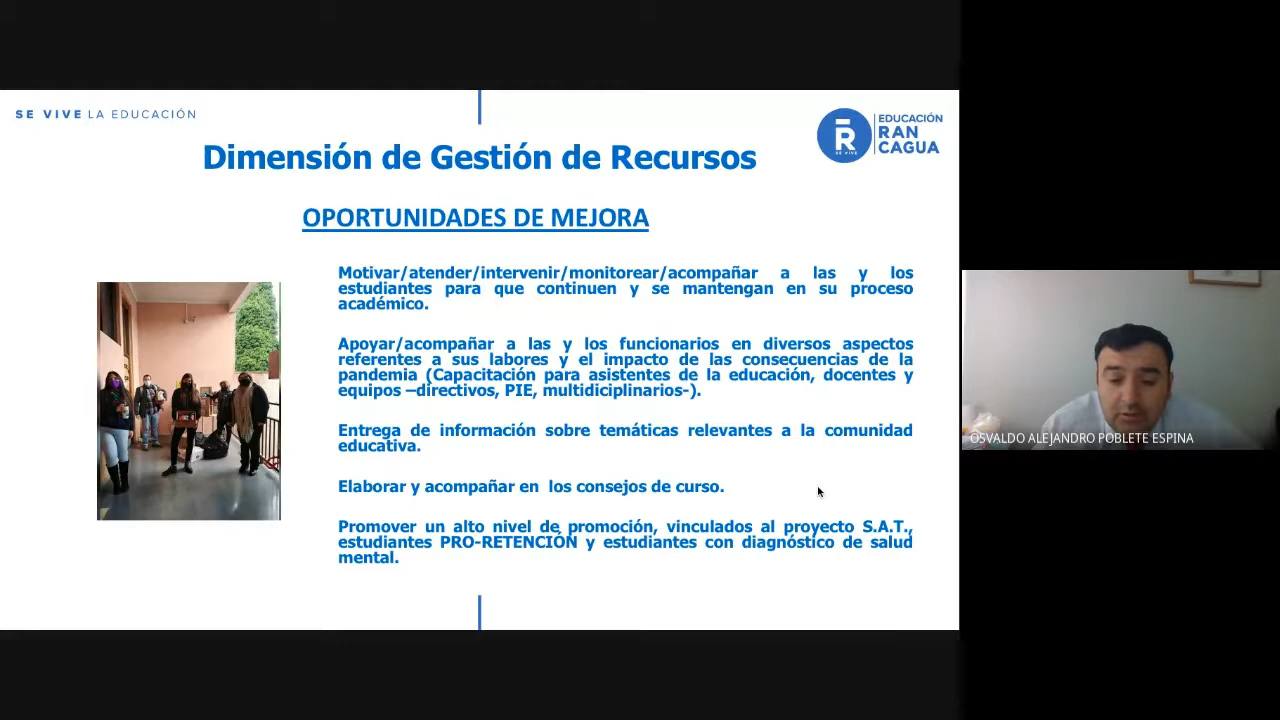 SE VIVE LA EDUCACIÓN
R
SE VIVE
EDUCACIÓN
RAN
CAGUA
Dimensión de Gestión de Recursos
OPORTUNIDADES DE MEJORA
Motivar/atender/intervenir/monitorear/acompañar a las y los
estudiantes para que continuen y se mantengan en su proceso
académico.
Apoyar/acompañar a las y los funcionarios en diversos aspectos
referentes a sus labores y el impacto de las consecuencias de la
pandemia (Capacitación para asistentes de la educación, docentes y
equipos –directivos, PIE, multidiciplinarios-).
Entrega de información sobre temáticas relevantes a la comunidad
educativa.
Elaborar y acompañar en  los consejos de curso.
Promover un alto nivel de promoción, vinculados al proyecto S.A.T.,
estudiantes PRO-RETENCIÓN y estudiantes con diagnóstico de salud
mental.
OSVALDO ALEJANDRO POBLETE ESPINA